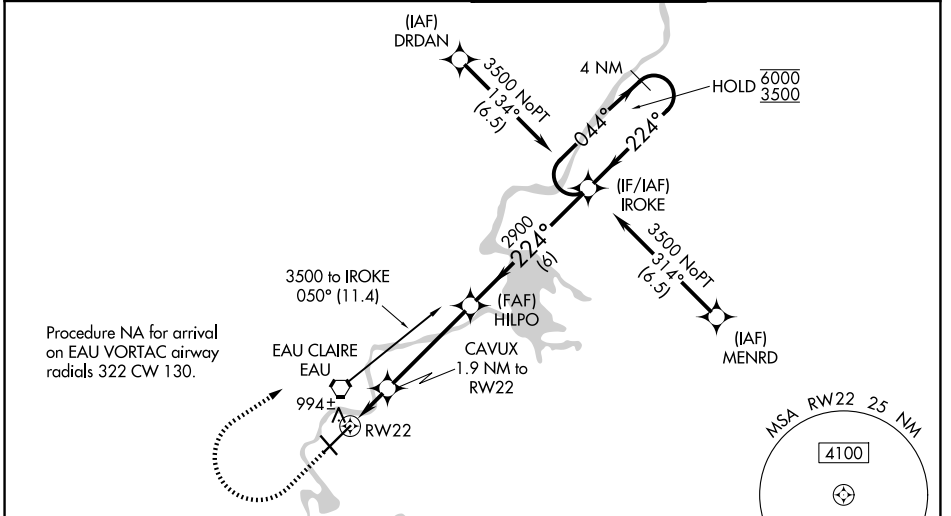 (IAF)
DRDAN
3500 NoPT
134°
(6.5)
4 NM
HOLD 6000
3500
044°
224°
(IF/IAF)
IROKE
2900
224°
(6)
3500 NoPT
314°
(6.5)
(IAF)
MENRD
3500 to IROKE
050° (11.4)
(FAF)
HILPO
Procedure NA for arrival
on EAU VORTAC airway
radials 322 CW 130.
EAU CLAIRE
EAU
CAVUX
1.9 NM to
RW22
994±
RW22
MSA RW22 25 NM
4100